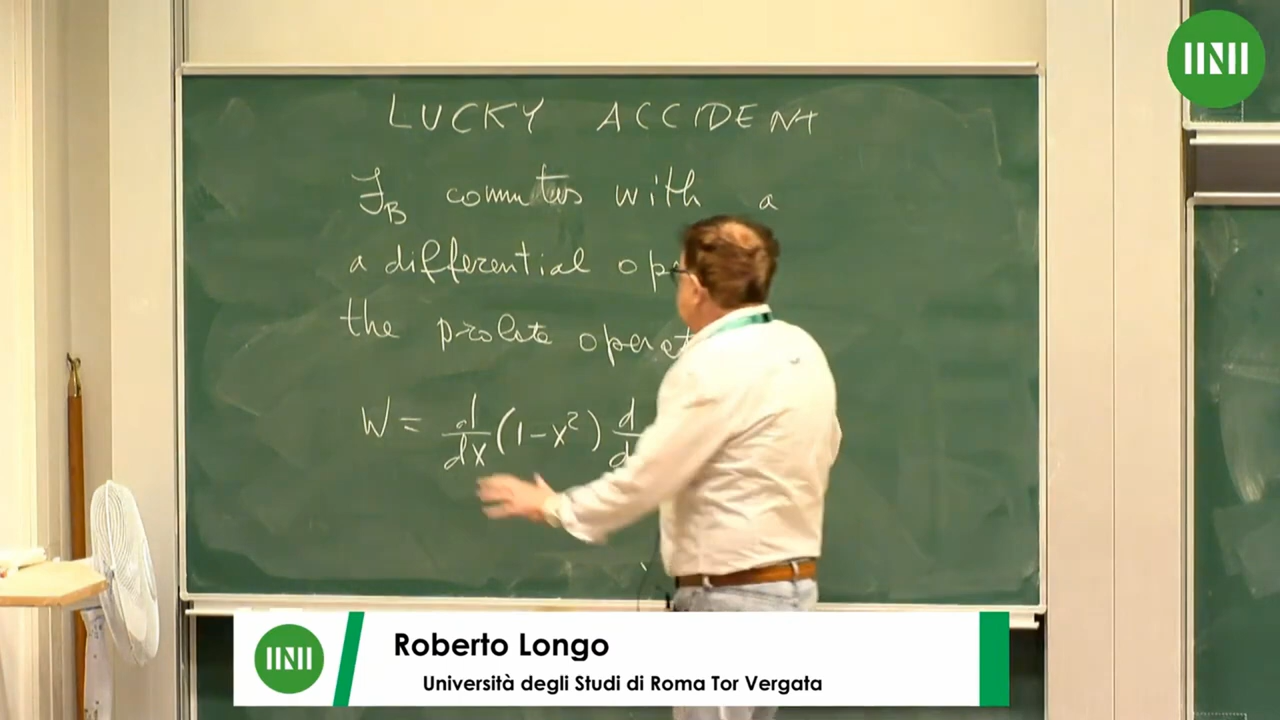 LUCKY ACCIDENT
F_B commutes with a
a differential op
the prolate operat
W = d/dx (1-x²) d/d
Roberto Longo
Università degli Studi di Roma Tor Vergata